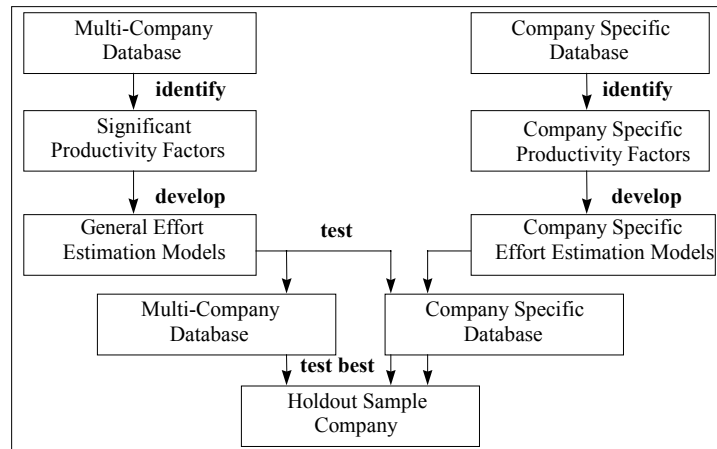 Multi-Company
Database
Company Specific
Database
identify
identify
Significant
Productivity Factors
Company Specific
Productivity Factors
develop
develop
General Effort
Estimation Models
test
Company Specific
Effort Estimation Models
Multi-Company
Database
Company Specific
Database
test best
Holdout Sample
Company